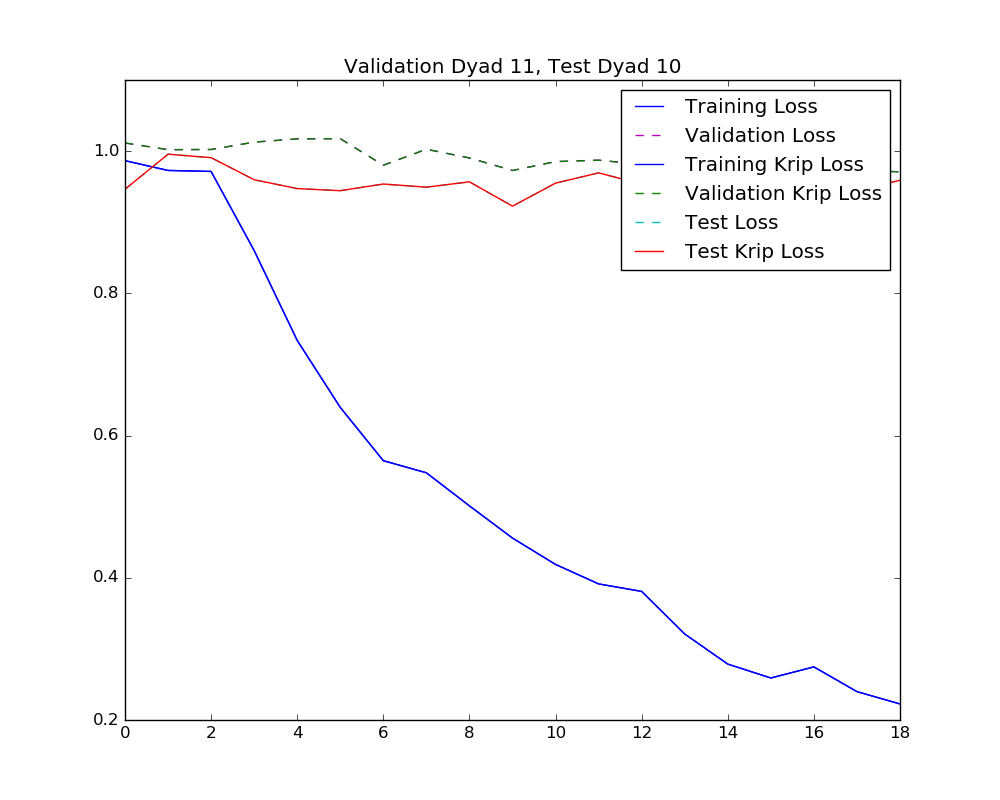 Validation Dyad 11, Test Dyad 10
Training Loss
Validation Loss
Training Krip Loss
Validation Krip Loss
Test Loss
Test Krip Loss
1.0
0.8
0.6
0.4
0.2
0 2 4 6 8 10 12 14 16 18